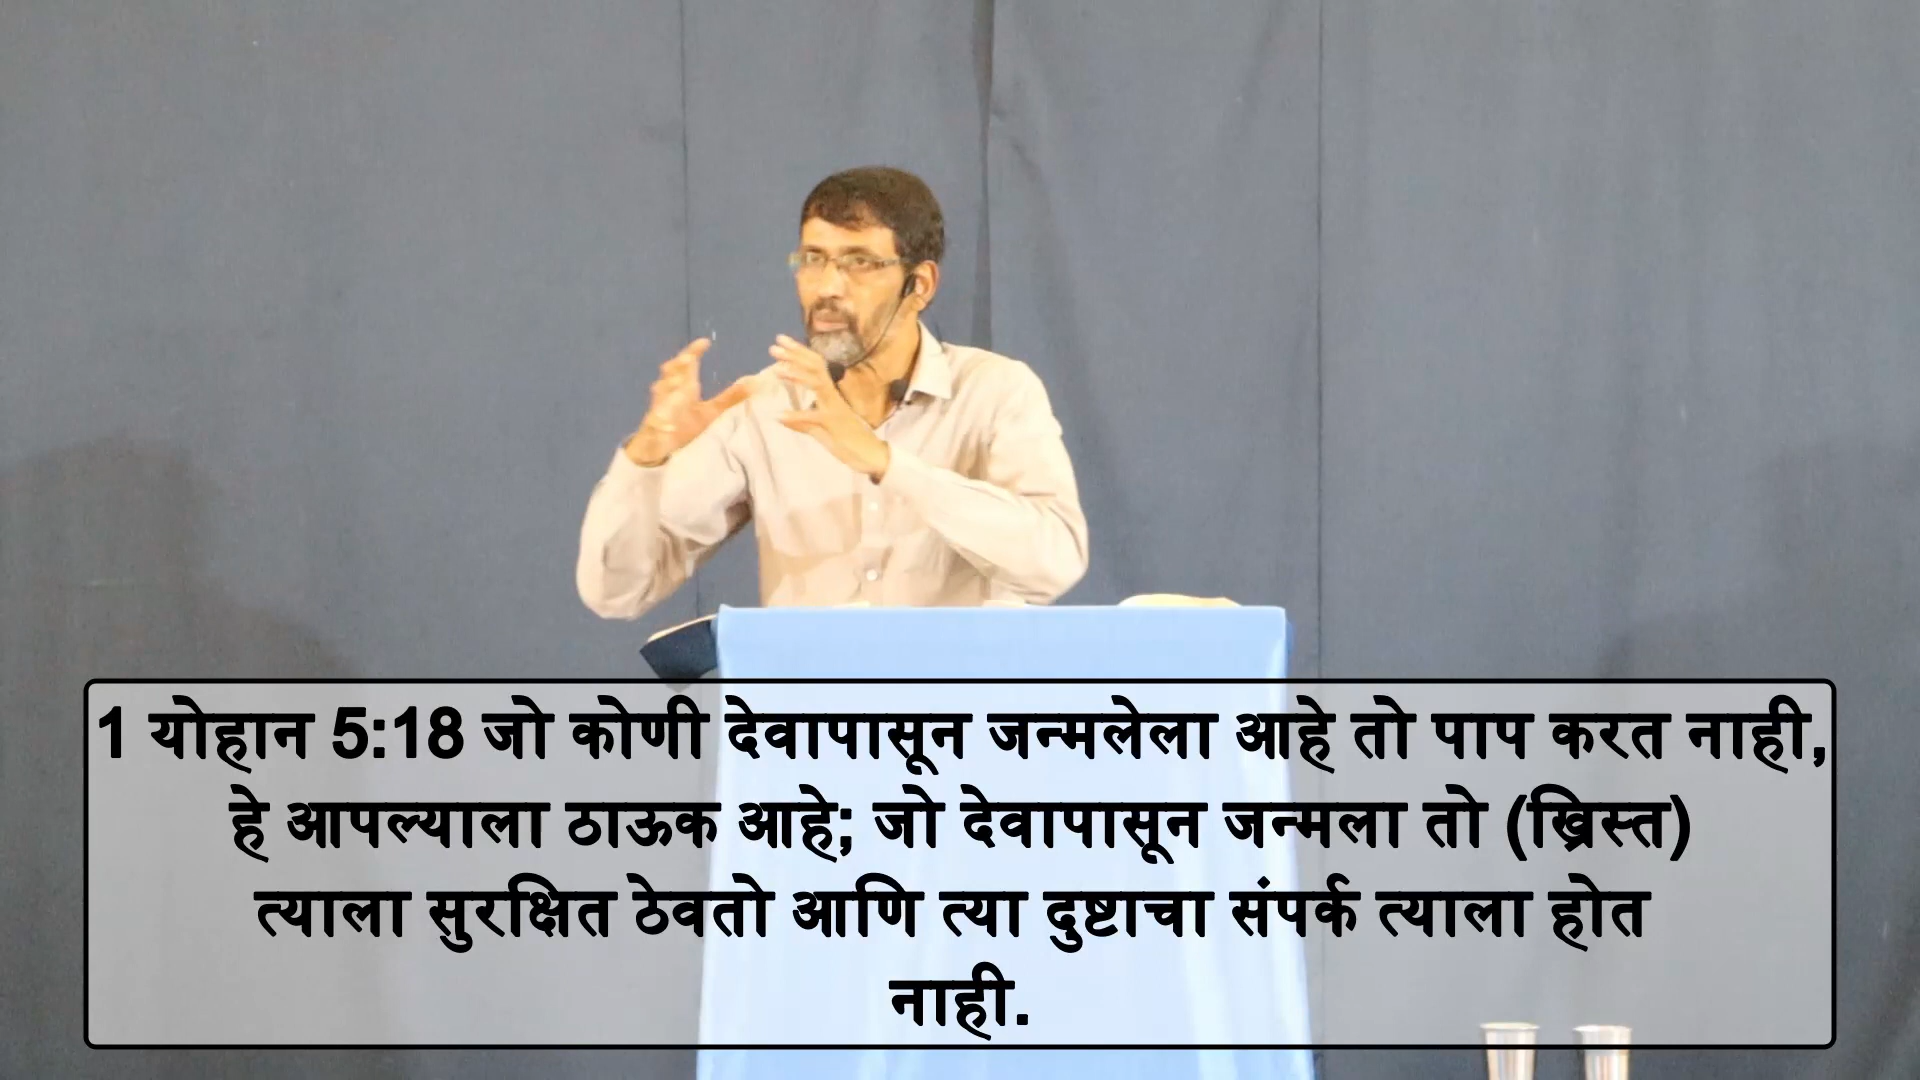 1 योहान 5:18 जो कोणी देवापासून जन्मलेला आहे तो पाप करत नाही,
हे आपल्याला ठाऊक आहे; जो देवापासून जन्मला तो (ख्रिस्त)
त्याला सुरक्षित ठेवतो आणि त्या दुष्टाचा संपर्क त्याला होत
नाही.